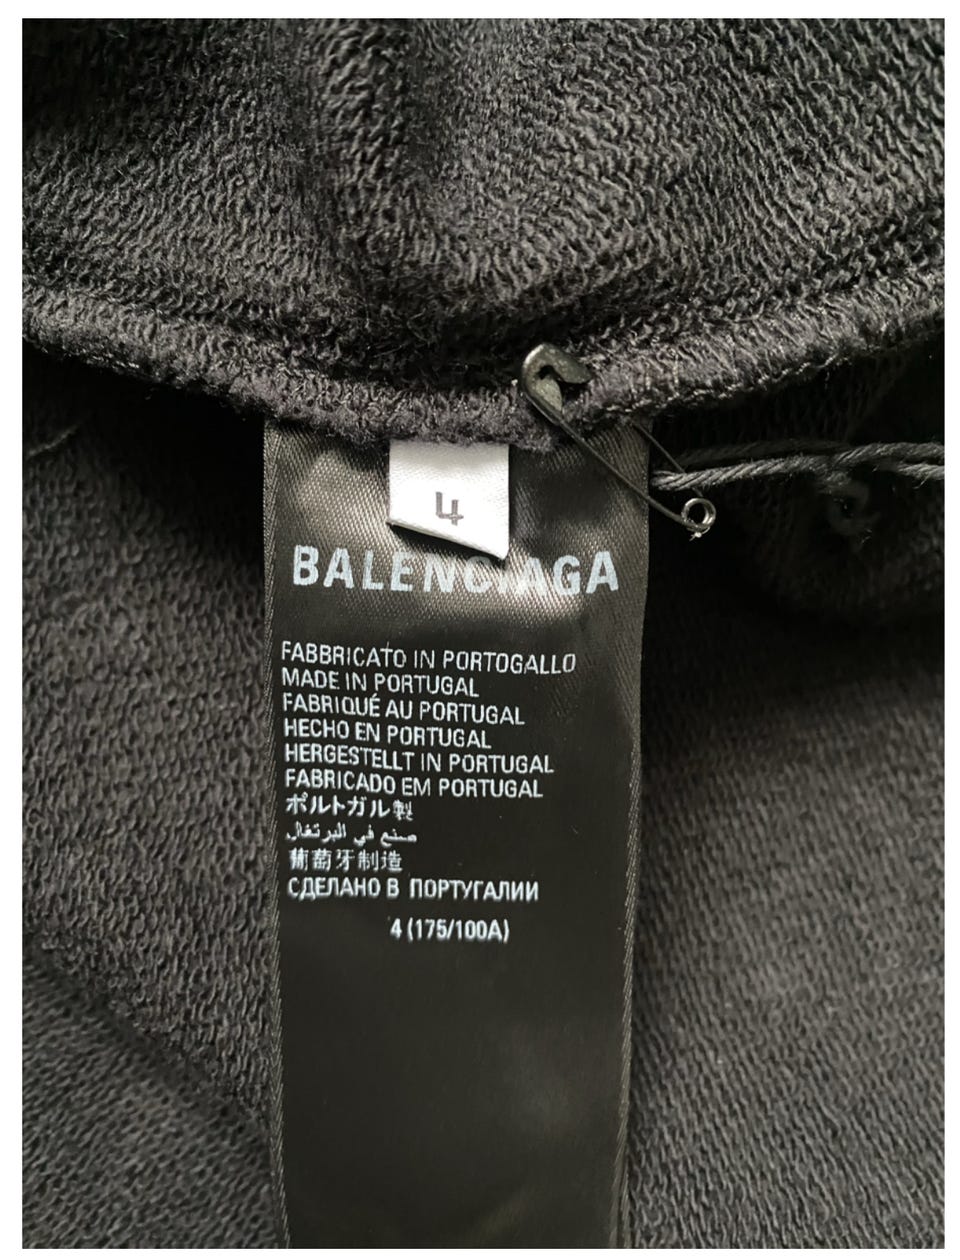 4
BALENCIAGA
FABBRICATO IN PORTOGALLO
MADE IN PORTUGAL
FABRIQUÉ AU PORTUGAL
HECHO EN PORTUGAL
HERGESTELLT IN PORTUGAL
FABRICADO EM PORTUGAL
ポルトガル製
صنع في البرتغال
葡萄牙制造
СДЕЛАНО В ПОРТУГАЛИИ
4 (175/100A)